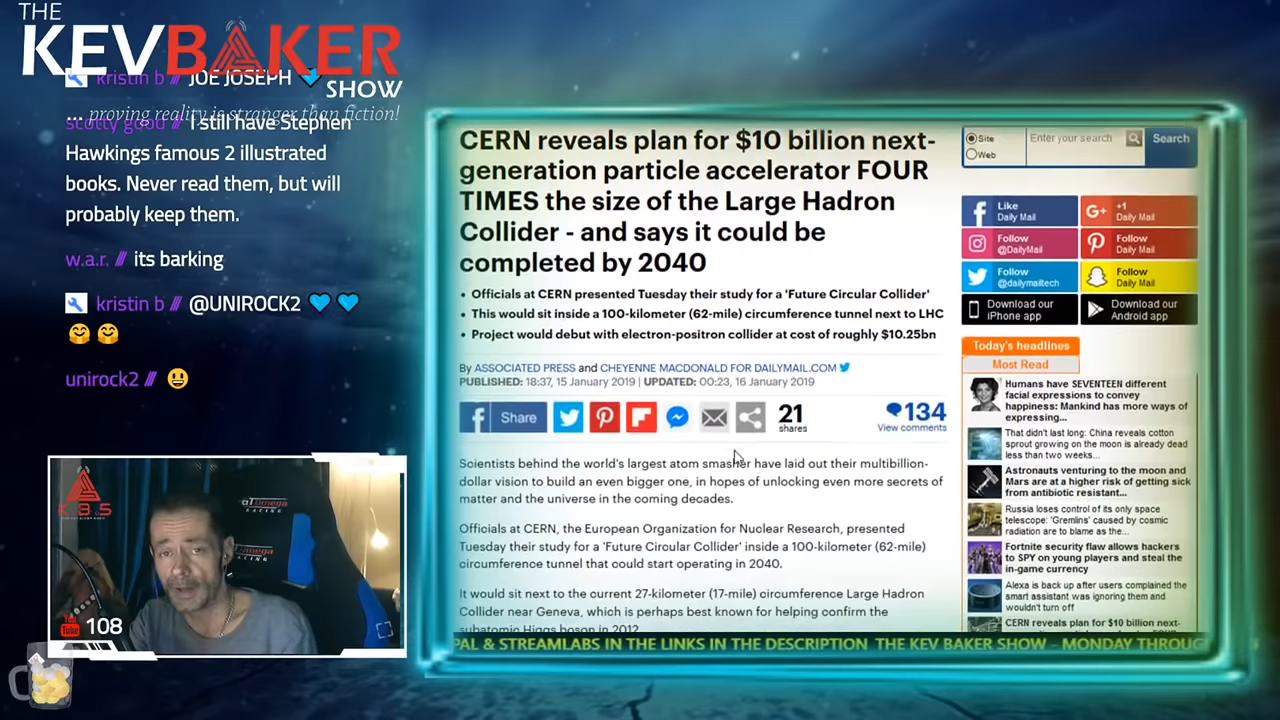 THE
KEVBAKER
SHOW
proving reality is stranger than fiction!
kristin b // JOE JOSEPH
...
scotty good // I still have Stephen
Hawkings famous 2 illustrated
books. Never read them, but will
probably keep them.
w.a.r. // its barking
kristin b // @UNIROCK2
unirock2 //
K.B.S
YouTube 108
CERN reveals plan for $10 billion next-
generation particle accelerator FOUR
TIMES the size of the Large Hadron
Collider - and says it could be
completed by 2040
• Officials at CERN presented Tuesday their study for a 'Future Circular Collider'
• This would sit inside a 100-kilometer (62-mile) circumference tunnel next to LHC
• Project would debut with electron-positron collider at cost of roughly $10.25bn
By ASSOCIATED PRESS and CHEYENNE MACDONALD FOR DAILYMAIL.COM
PUBLISHED: 18:37, 15 January 2019 | UPDATED: 00:23, 16 January 2019
Share
21
shares
134
View comments
Scientists behind the world's largest atom smasher have laid out their multibillion-
dollar vision to build an even bigger one, in hopes of unlocking even more secrets of
matter and the universe in the coming decades.
Officials at CERN, the European Organization for Nuclear Research, presented
Tuesday their study for a 'Future Circular Collider' inside a 100-kilometer (62-mile)
circumference tunnel that could start operating in 2040.
It would sit next to the current 27-kilometer (17-mile) circumference Large Hadron
Collider near Geneva, which is perhaps best known for helping confirm the
subatomic Higgs boson in 2012.
Site
Web
Enter your search
Search
Like
Daily Mail
G+ +1
Daily Mail
Follow
@DailyMail
Follow
Daily Mail
Follow
@dailymailtech
Follow
Daily Mail
Download our
iPhone app
Download our
Android app
Today's headlines
Most Read
Humans have SEVENTEEN different
facial expressions to convey
happiness: Mankind has more ways of
expressing...
That didn't last long: China reveals cotton
sprout growing on the moon is already dead
less than two weeks...
Astronauts venturing to the moon and
Mars are at a higher risk of getting sick
from antibiotic resistant...
Russia loses control of its only space
telescope: 'Gremlins' caused by cosmic
radiation are to blame as the...
Fortnite security flaw allows hackers
to SPY on young players and steal the
in-game currency
Alexa is back up after users complained the
smart assistant was ignoring them and
wouldn't turn off
CERN reveals plan for $10 billion next-
PAL & STREAMLABS IN THE LINKS IN THE DESCRIPTION THE KEV BAKER SHOW - MONDAY THROUG